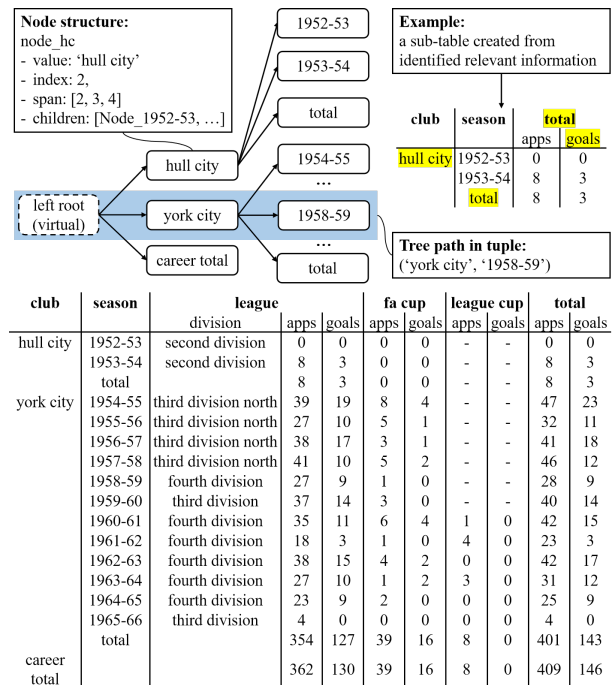 Node structure:
node_hc
- value: ‘hull city’
- index: 2,
- span: [2, 3, 4]
- children: [Node_1952-53, …]
1952-53
1953-54
total
hull city
1954-55
...
left root
(virtual)
york city
1958-59
...
career total
total
Example:
a sub-table created from
identified relevant information
club season total
apps goals
hull city 1952-53 0 0
1953-54 8 3
total 8 3
Tree path in tuple:
(‘york city’, ‘1958-59’)
club season league fa cup league cup total
division apps goals apps goals apps goals apps goals
hull city 1952-53 second division 0 0 0 0 - - 0 0
1953-54 second division 8 3 0 0 - - 8 3
total 8 3 0 0 - - 8 3
york city 1954-55 third division north 39 19 8 4 - - 47 23
1955-56 third division north 27 10 5 1 - - 32 11
1956-57 third division north 38 17 3 1 - - 41 18
1957-58 third division north 41 10 5 2 - - 46 12
1958-59 fourth division 27 9 1 0 - - 28 9
1959-60 third division 37 14 3 0 - - 40 14
1960-61 fourth division 35 11 6 4 1 0 42 15
1961-62 fourth division 18 3 1 0 4 0 23 3
1962-63 fourth division 38 15 4 2 0 0 42 17
1963-64 fourth division 27 10 1 2 3 0 31 12
1964-65 fourth division 23 9 2 0 0 0 25 9
1965-66 third division 4 0 0 0 0 0 4 0
total 354 127 39 16 8 0 401 143
career
total 362 130 39 16 8 0 409 146